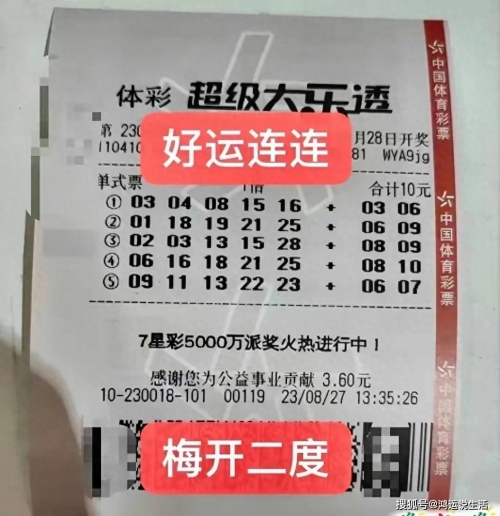 体彩 超级大乐透
第 230
月28日开奖
110410
81 WYA9jg
好运连连
单式票
1倍
合计10元
① 03 04 08 15 16 + 03 06
② 01 18 19 21 25 + 06 09
③ 02 03 13 15 28 + 08 09
④ 06 16 18 21 25 + 08 10
⑤ 09 11 13 22 23 + 06 07
7星彩5000万派奖火热进行中！
感谢您为公益事业贡献 3.60元
10-230018-101 00119 23/08/27 13:35:26
梅开二度
中国体育彩票
中国体育彩票
中国体育彩票
搜狐号@鸿运说生活